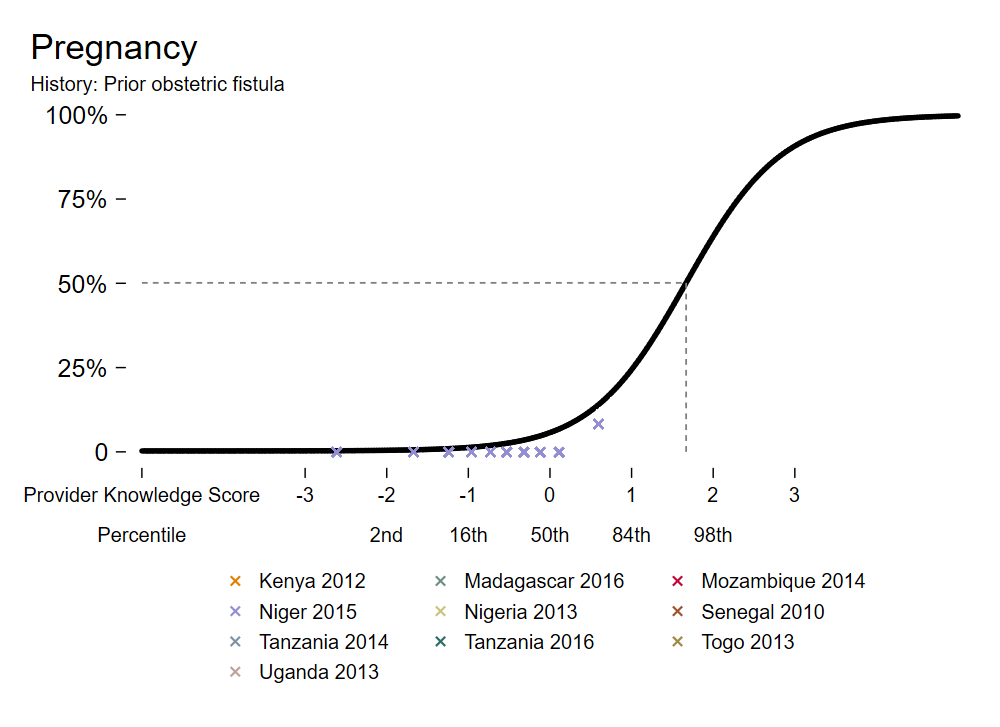 Pregnancy
History: Prior obstetric fistula
100%
75%
50%
25%
0
Provider Knowledge Score -3 -2 -1 0 1 2 3
Percentile 2nd 16th 50th 84th 98th
Kenya 2012 Madagascar 2016 Mozambique 2014
Niger 2015 Nigeria 2013 Senegal 2010
Tanzania 2014 Tanzania 2016 Togo 2013
Uganda 2013